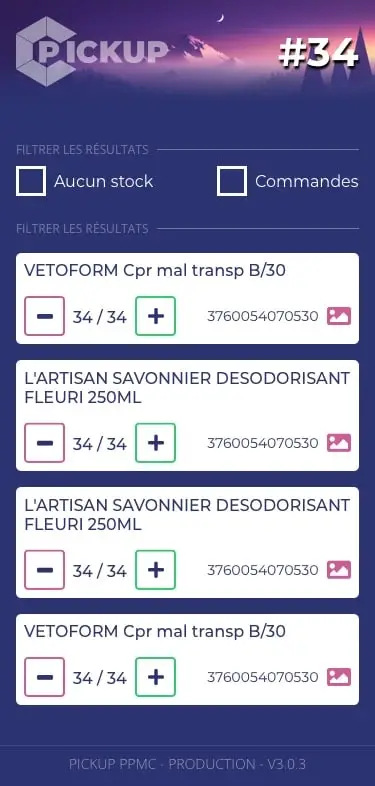 PICKUP
#34
FILTRER LES RÉSULTATS
Aucun stock
Commandes
FILTRER LES RÉSULTATS
VETOFORM Cpr mal transp B/30
34 / 34
3760054070530
L'ARTISAN SAVONNIER DESODORISANT
FLEURI 250ML
34 / 34
3760054070530
L'ARTISAN SAVONNIER DESODORISANT
FLEURI 250ML
34 / 34
3760054070530
VETOFORM Cpr mal transp B/30
34 / 34
3760054070530
PICKUP PPMC - PRODUCTION - V3.0.3